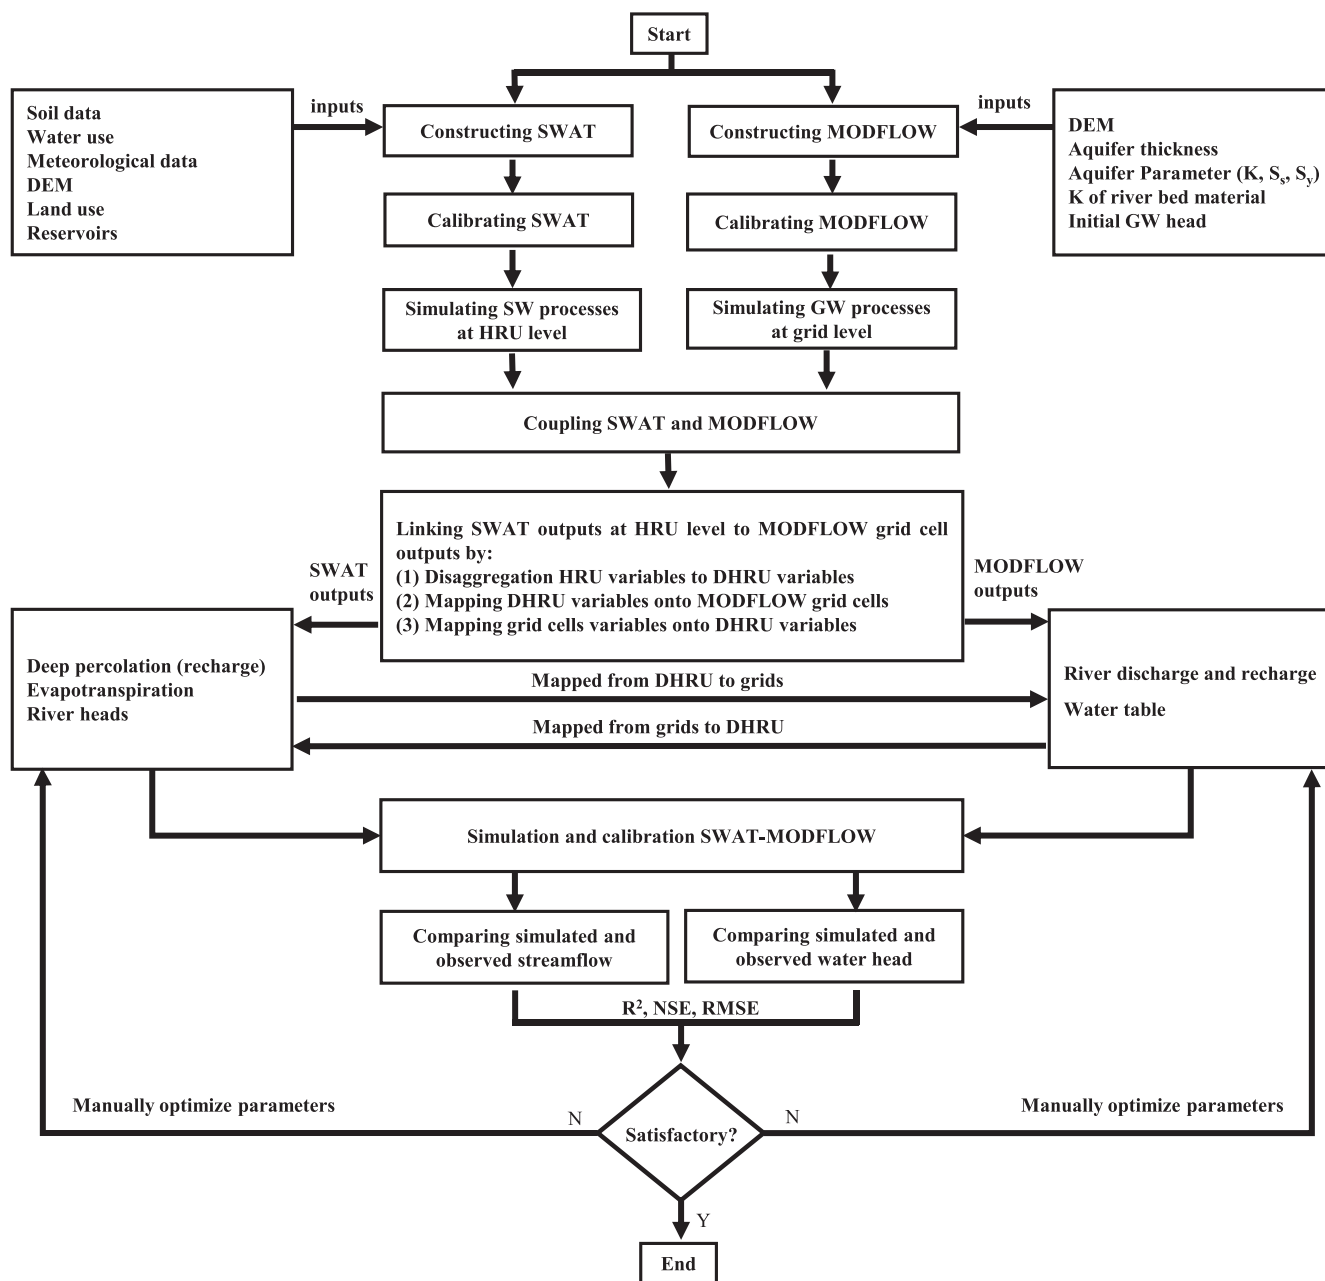 Start
inputs
Soil data
Water use
Meteorological data
DEM
Land use
Reservoirs
Constructing SWAT
Constructing MODFLOW
inputs
DEM
Aquifer thickness
Aquifer Parameter (K, Sₛ, Sᵧ)
K of river bed material
Initial GW head
Calibrating SWAT
Calibrating MODFLOW
Simulating SW processes
at HRU level
Simulating GW processes
at grid level
Coupling SWAT and MODFLOW
Linking SWAT outputs at HRU level to MODFLOW grid cell
outputs by:
(1) Disaggregation HRU variables to DHRU variables
(2) Mapping DHRU variables onto MODFLOW grid cells
(3) Mapping grid cells variables onto DHRU variables
SWAT
outputs
MODFLOW
outputs
Deep percolation (recharge)
Evapotranspiration
River heads
Mapped from DHRU to grids
Mapped from grids to DHRU
River discharge and recharge
Water table
Simulation and calibration SWAT-MODFLOW
Comparing simulated and
observed streamflow
Comparing simulated and
observed water head
R², NSE, RMSE
Manually optimize parameters
N
Satisfactory?
N
Manually optimize parameters
Y
End